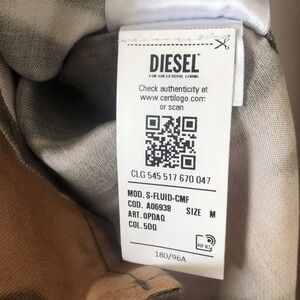 DIESEL
FOR SUCCESSFUL LIVING
Check authenticity at
www.certilogo.com
or scan
CLG 545 517 670 047
MOD. S-FLUID-CMF
COD. A06938 SIZE M
ART. 0PDAQ
COL. 5DQ
180/96A